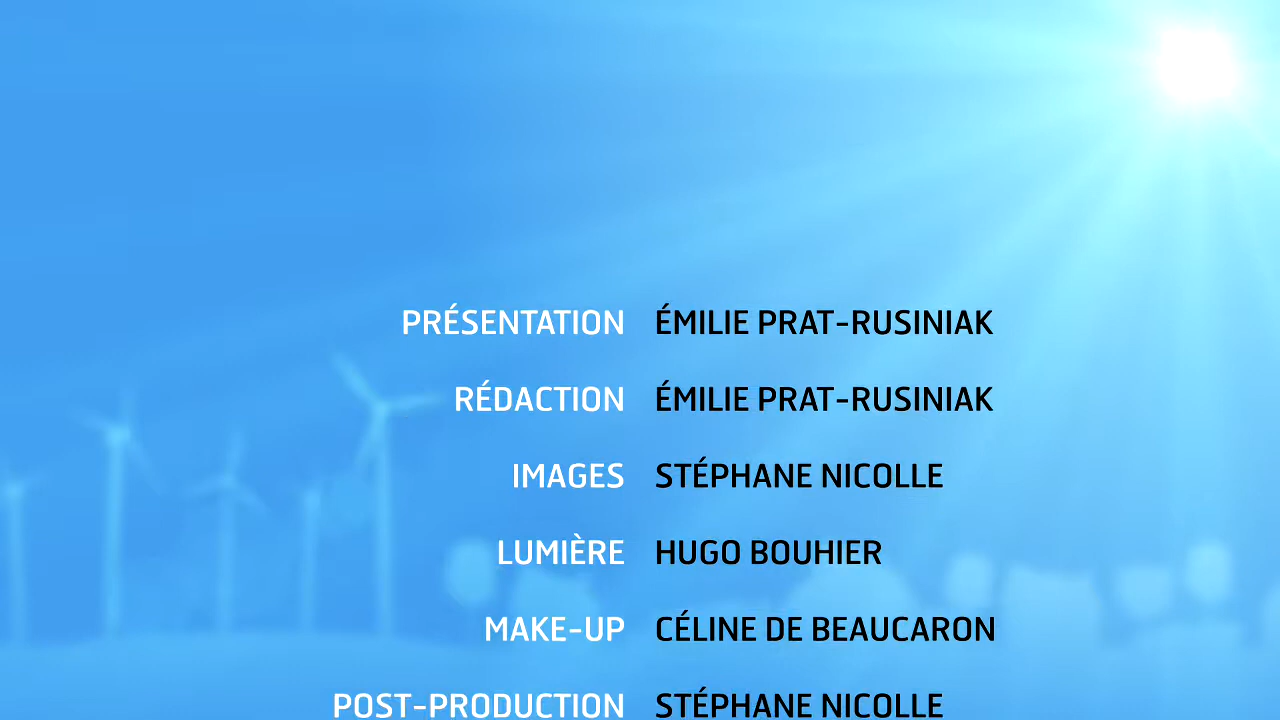 PRÉSENTATION ÉMILIE PRAT-RUSINIAK
RÉDACTION ÉMILIE PRAT-RUSINIAK
IMAGES STÉPHANE NICOLLE
LUMIÈRE HUGO BOUHIER
MAKE-UP CÉLINE DE BEAUCARON
POST-PRODUCTION STÉPHANE NICOLLE